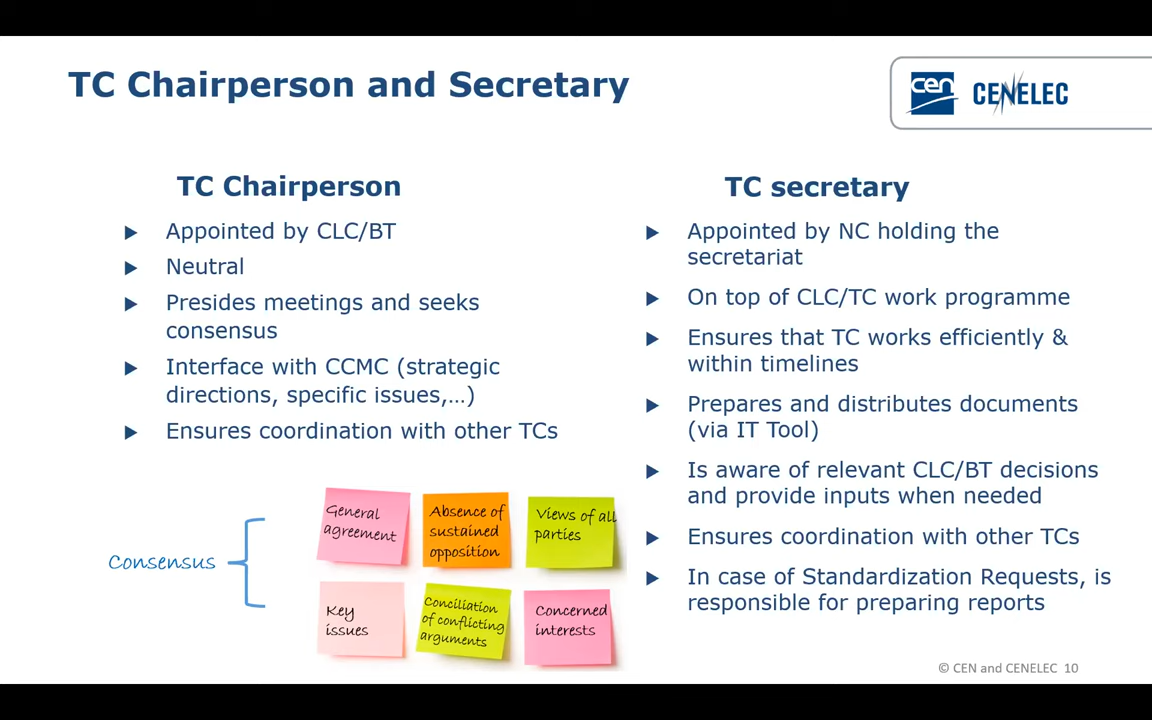 TC Chairperson and Secretary
cen
CENELEC
TC Chairperson
Appointed by CLC/BT
Neutral
Presides meetings and seeks
consensus
Interface with CCMC (strategic
directions, specific issues,…)
Ensures coordination with other TCs
Consensus
General
agreement
Absence of
sustained
opposition
Views of all
parties
Key
issues
Conciliation
of conflicting
arguments
Concerned
interests
TC secretary
Appointed by NC holding the
secretariat
On top of CLC/TC work programme
Ensures that TC works efficiently &
within timelines
Prepares and distributes documents
(via IT Tool)
Is aware of relevant CLC/BT decisions
and provide inputs when needed
Ensures coordination with other TCs
In case of Standardization Requests, is
responsible for preparing reports
© CEN and CENELEC 10